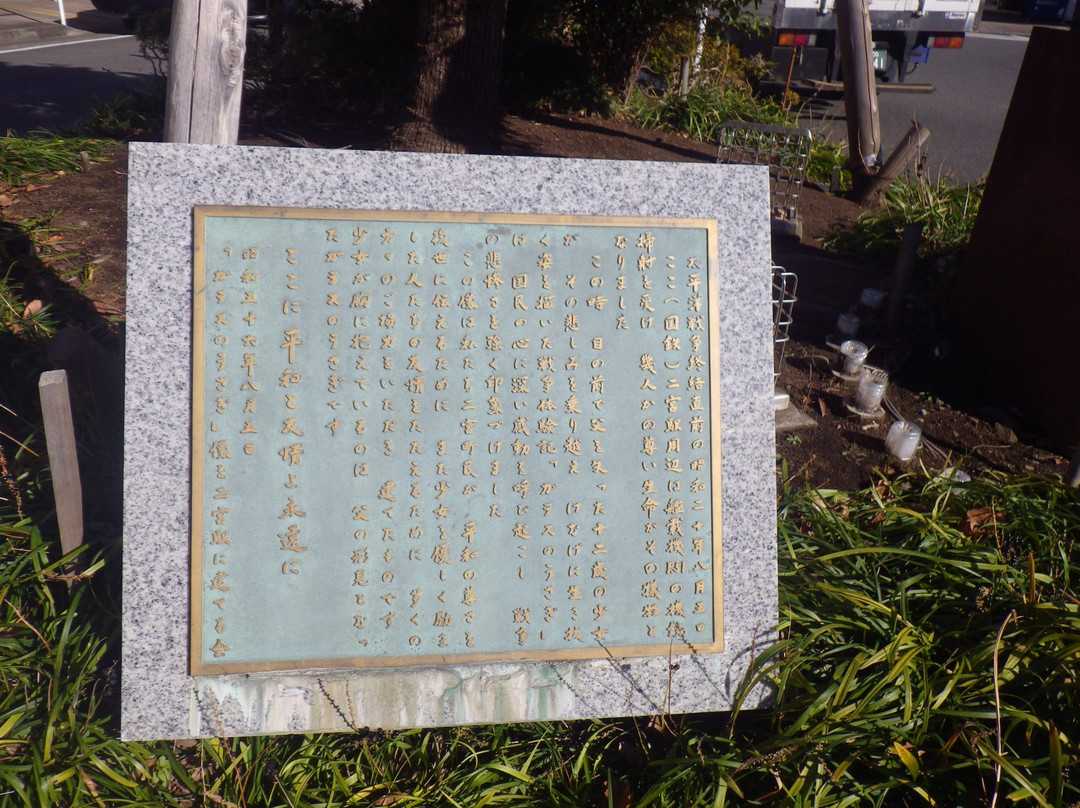 太平洋戦争終結直前の昭和二十年八月五日
ここ(国鉄)二宮駅周辺は艦載機の機銃
掃射を受け 幾人かの尊い生命がその犠牲と
なりました
この時 目の前で父を失った十二歳の少女
が その悲しみを乗り越え けなげに生き抜
く姿を描いた戦争体験記「ガラスのうさぎ」
は 国民の心に深い感動を呼び起こし 戦争
の悲惨さを強く印象づけました
この像は私たち二宮町民が 平和の尊さを
後世に伝えるために また少女を優しく励ま
した人たちの友情をたたえるために 多くの
方々のご協力をいただき 建てたものです
少女が胸に抱えているのは 父の形見となっ
たガラスのうさぎです
ここに 平和と友情よ永遠に
昭和五十六年八月五日
「ガラスのうさぎ」像を二宮駅に建てる会